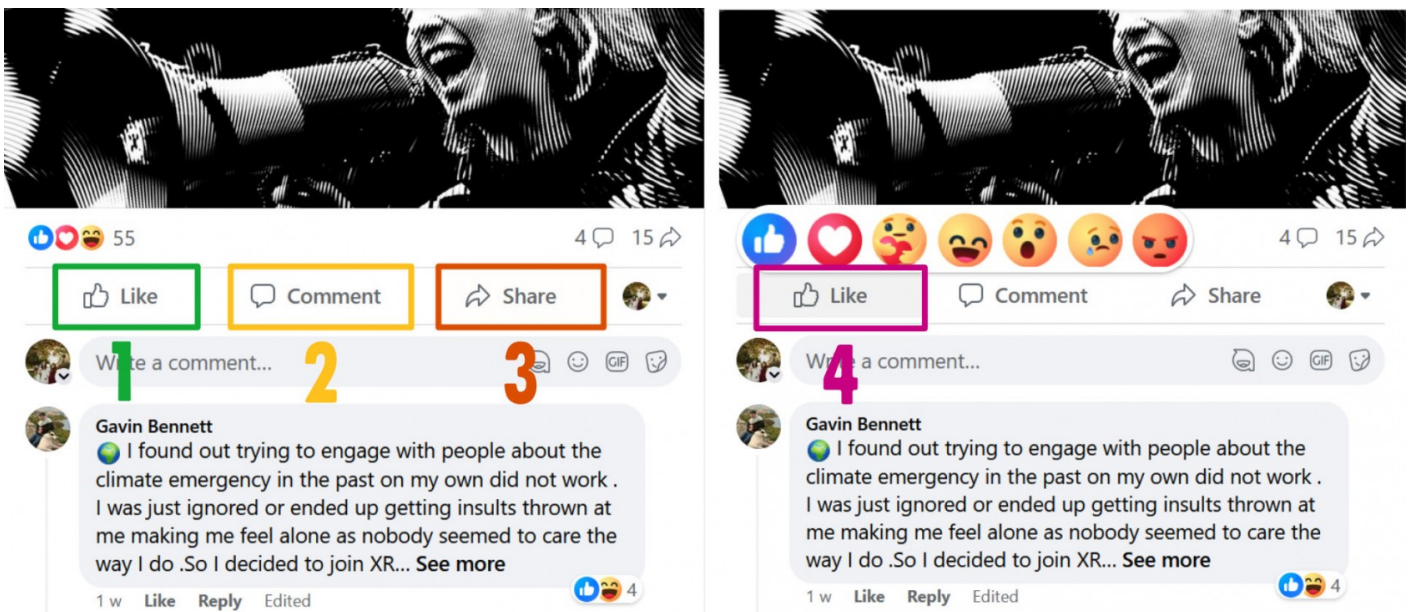 55
4
15
Like
Comment
Share
1
2
3
Write a comment...
GIF
Gavin Bennett
I found out trying to engage with people about the
climate emergency in the past on my own did not work .
I was just ignored or ended up getting insults thrown at
me making me feel alone as nobody seemed to care the
way I do .So I decided to join XR... See more
4
1 w Like Reply Edited
4
15
Like
Comment
Share
4
Write a comment...
GIF
Gavin Bennett
I found out trying to engage with people about the
climate emergency in the past on my own did not work .
I was just ignored or ended up getting insults thrown at
me making me feel alone as nobody seemed to care the
way I do .So I decided to join XR... See more
4
1 w Like Reply Edited